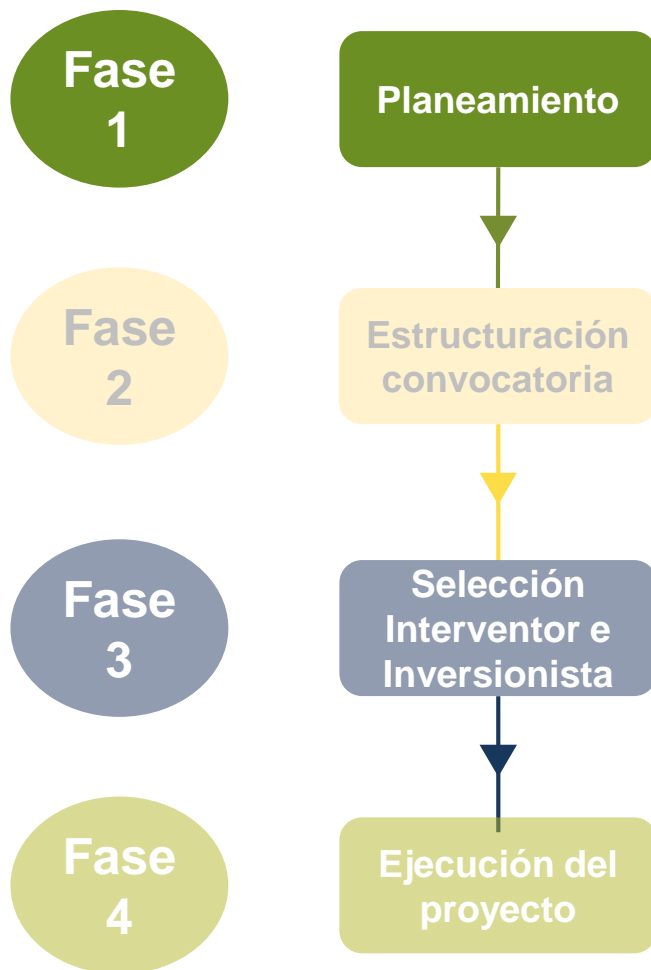 Fase
1
Planeamiento
Fase
2
Estructuración
convocatoria
Fase
3
Selección
Interventor e
Inversionista
Fase
4
Ejecución del
proyecto